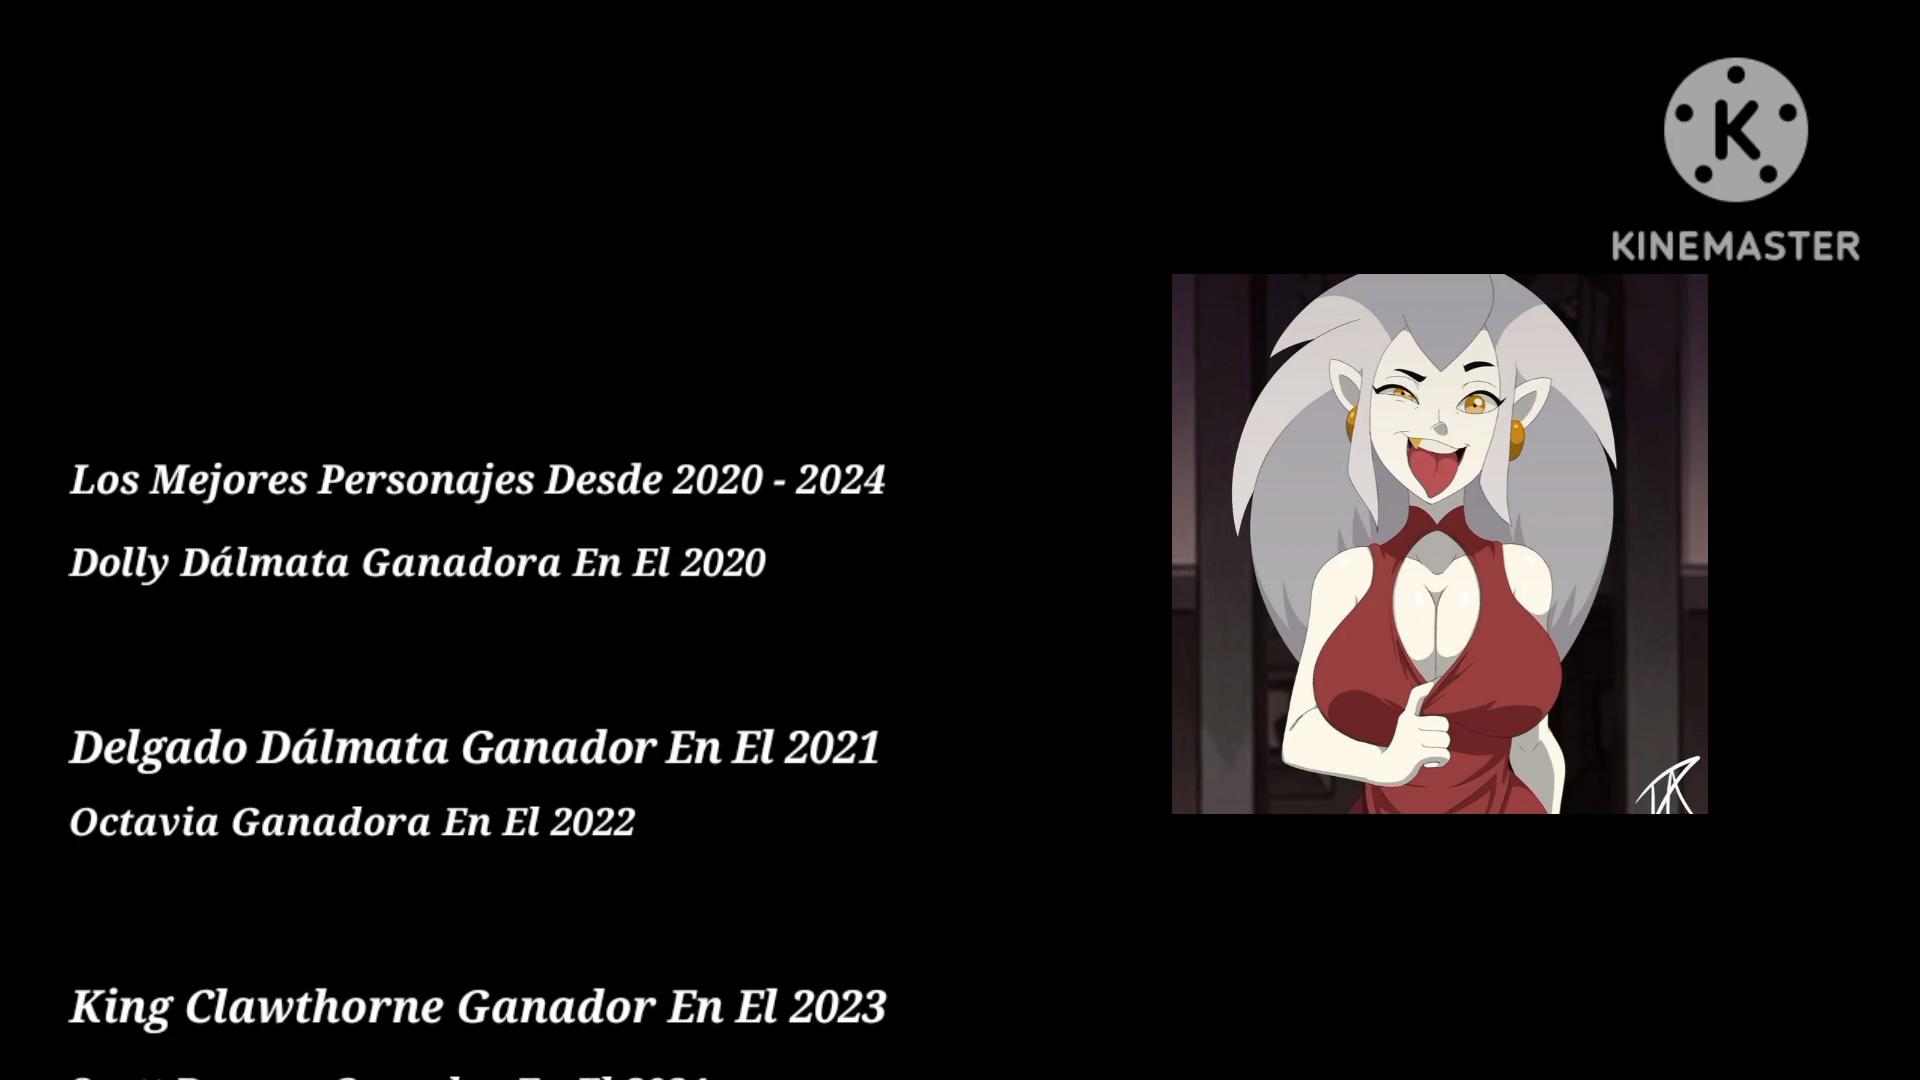 KINEMASTER
Los Mejores Personajes Desde 2020 - 2024
Dolly Dálmata Ganadora En El 2020
Delgado Dálmata Ganador En El 2021
Octavia Ganadora En El 2022
King Clawthorne Ganador En El 2023